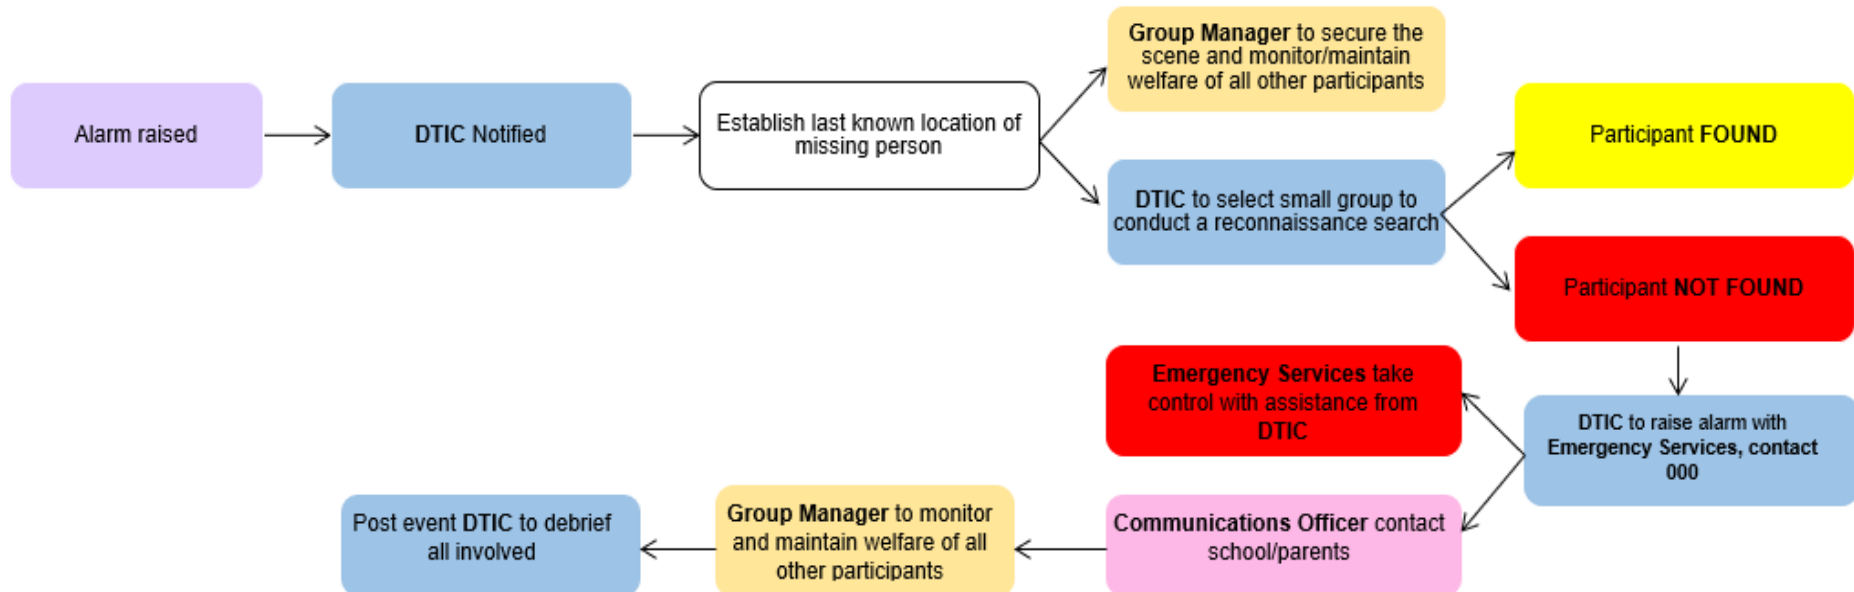 Alarm raised
DTIC Notified
Establish last known location of
missing person
Group Manager to secure the
scene and monitor/maintain
welfare of all other participants
DTIC to select small group to
conduct a reconnaissance search
Participant FOUND
Participant NOT FOUND
DTIC to raise alarm with
Emergency Services, contact
000
Emergency Services take
control with assistance from
DTIC
Communications Officer contact
school/parents
Group Manager to monitor
and maintain welfare of all
other participants
Post event DTIC to debrief
all involved